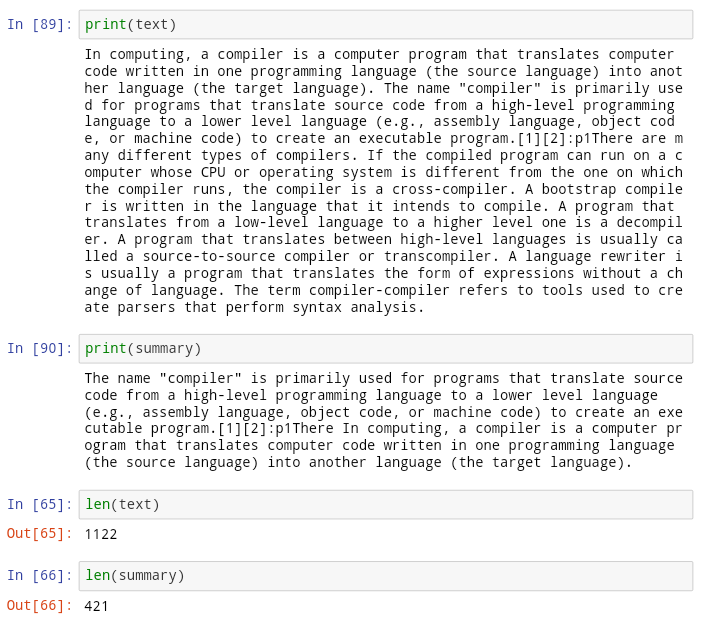 In [89]: print(text)
In computing, a compiler is a computer program that translates computer
code written in one programming language (the source language) into anot
her language (the target language). The name "compiler" is primarily use
d for programs that translate source code from a high-level programming
language to a lower level language (e.g., assembly language, object cod
e, or machine code) to create an executable program.[1][2]:p1There are m
any different types of compilers. If the compiled program can run on a c
omputer whose CPU or operating system is different from the one on which
the compiler runs, the compiler is a cross-compiler. A bootstrap compile
r is written in the language that it intends to compile. A program that
translates from a low-level language to a higher level one is a decompil
er. A program that translates between high-level languages is usually ca
lled a source-to-source compiler or transcompiler. A language rewriter i
s usually a program that translates the form of expressions without a ch
ange of language. The term compiler-compiler refers to tools used to cre
ate parsers that perform syntax analysis.
In [90]: print(summary)
The name "compiler" is primarily used for programs that translate source
code from a high-level programming language to a lower level language
(e.g., assembly language, object code, or machine code) to create an exe
cutable program.[1][2]:p1There In computing, a compiler is a computer pr
ogram that translates computer code written in one programming language
(the source language) into another language (the target language).
In [65]: len(text)
Out[65]: 1122
In [66]: len(summary)
Out[66]: 421